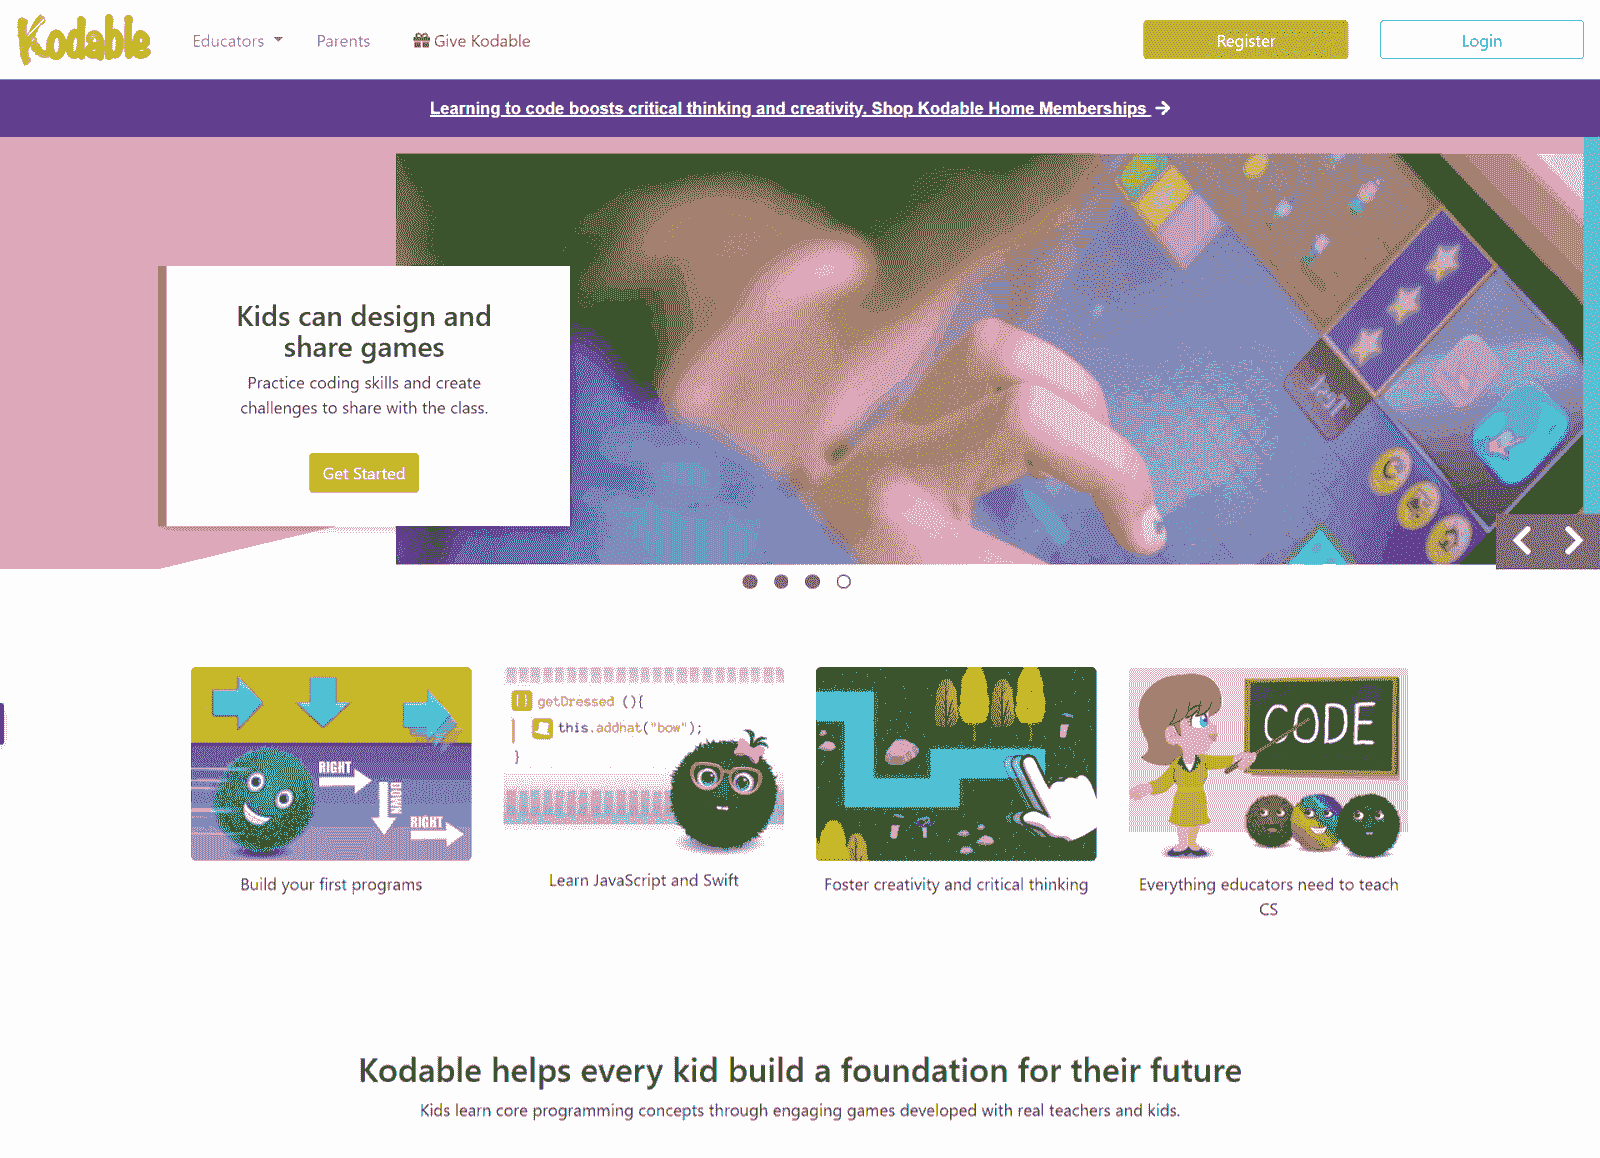 Kodable
Educators
Parents
Give Kodable
Register
Login
Learning to code boosts critical thinking and creativity. Shop Kodable Home Memberships
Kids can design and
share games
Practice coding skills and create
challenges to share with the class.
Get Started
RIGHT
DOWN
RIGHT
getDressed (){
this.addhat("bow");
}
CODE
Build your first programs
Learn JavaScript and Swift
Foster creativity and critical thinking
Everything educators need to teach
CS
Kodable helps every kid build a foundation for their future
Kids learn core programming concepts through engaging games developed with real teachers and kids.